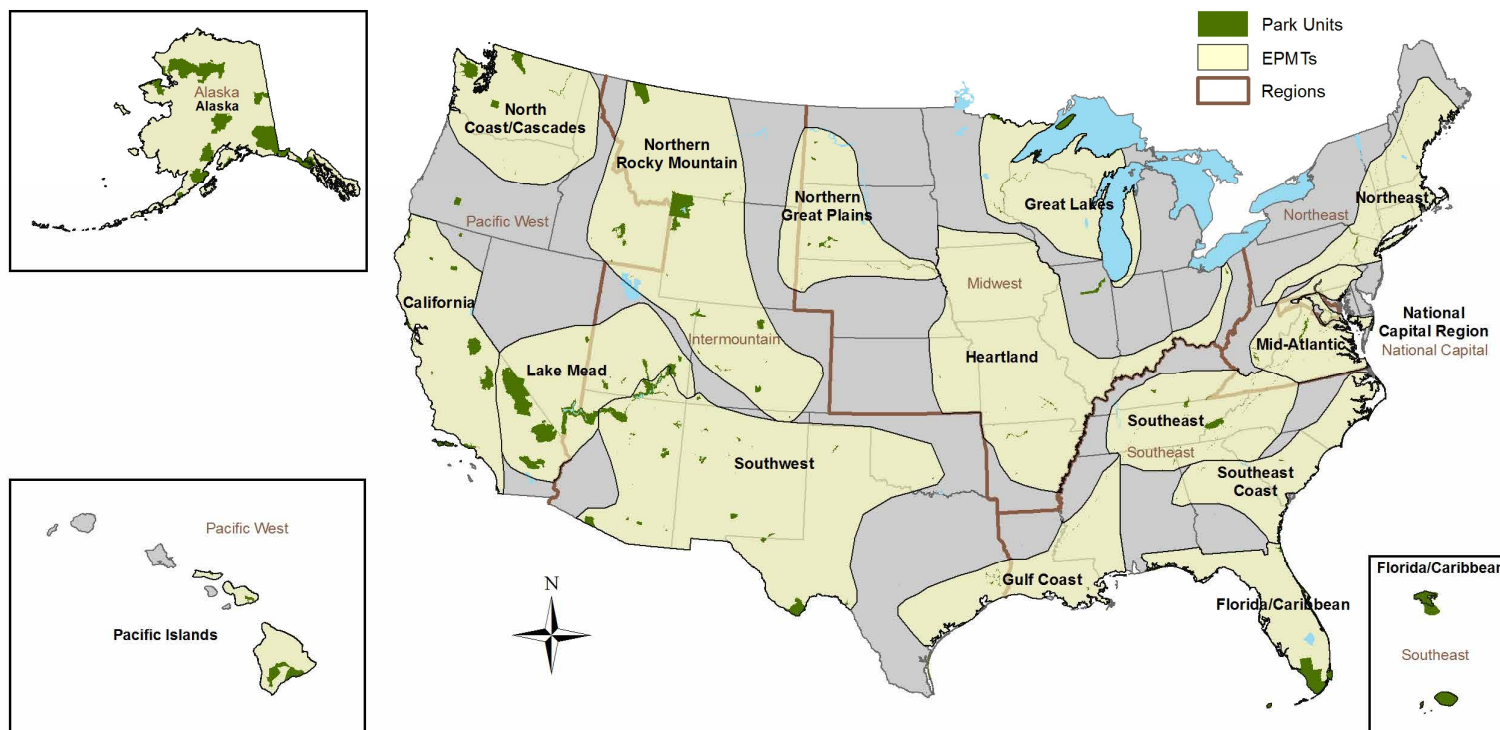 Park Units
EPMTs
Regions
Alaska
Alaska
North
Coast/Cascades
Northern
Rocky Mountain
Northern
Great Plains
Great Lakes
Northeast
Northeast
Pacific West
Midwest
California
Lake Mead
Intermountain
Heartland
Mid-Atlantic
National
Capital Region
National Capital
Southwest
Southeast
Southeast
Southeast
Coast
Gulf Coast
Florida/Caribbean
N
Pacific West
Pacific Islands
Florida/Caribbean
Southeast